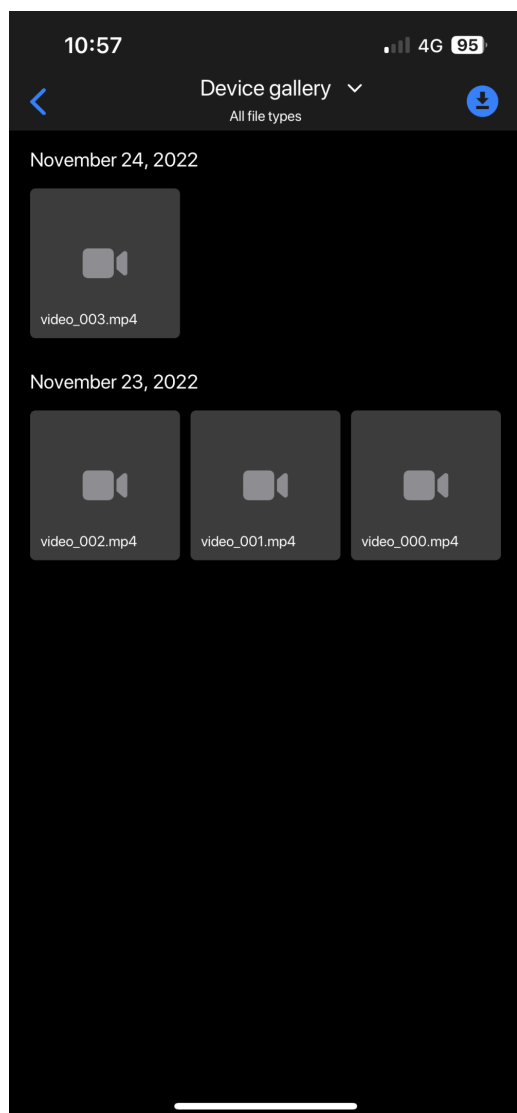 10:57
4G 95
Device gallery
All file types
November 24, 2022
video_003.mp4
November 23, 2022
video_002.mp4 video_001.mp4 video_000.mp4